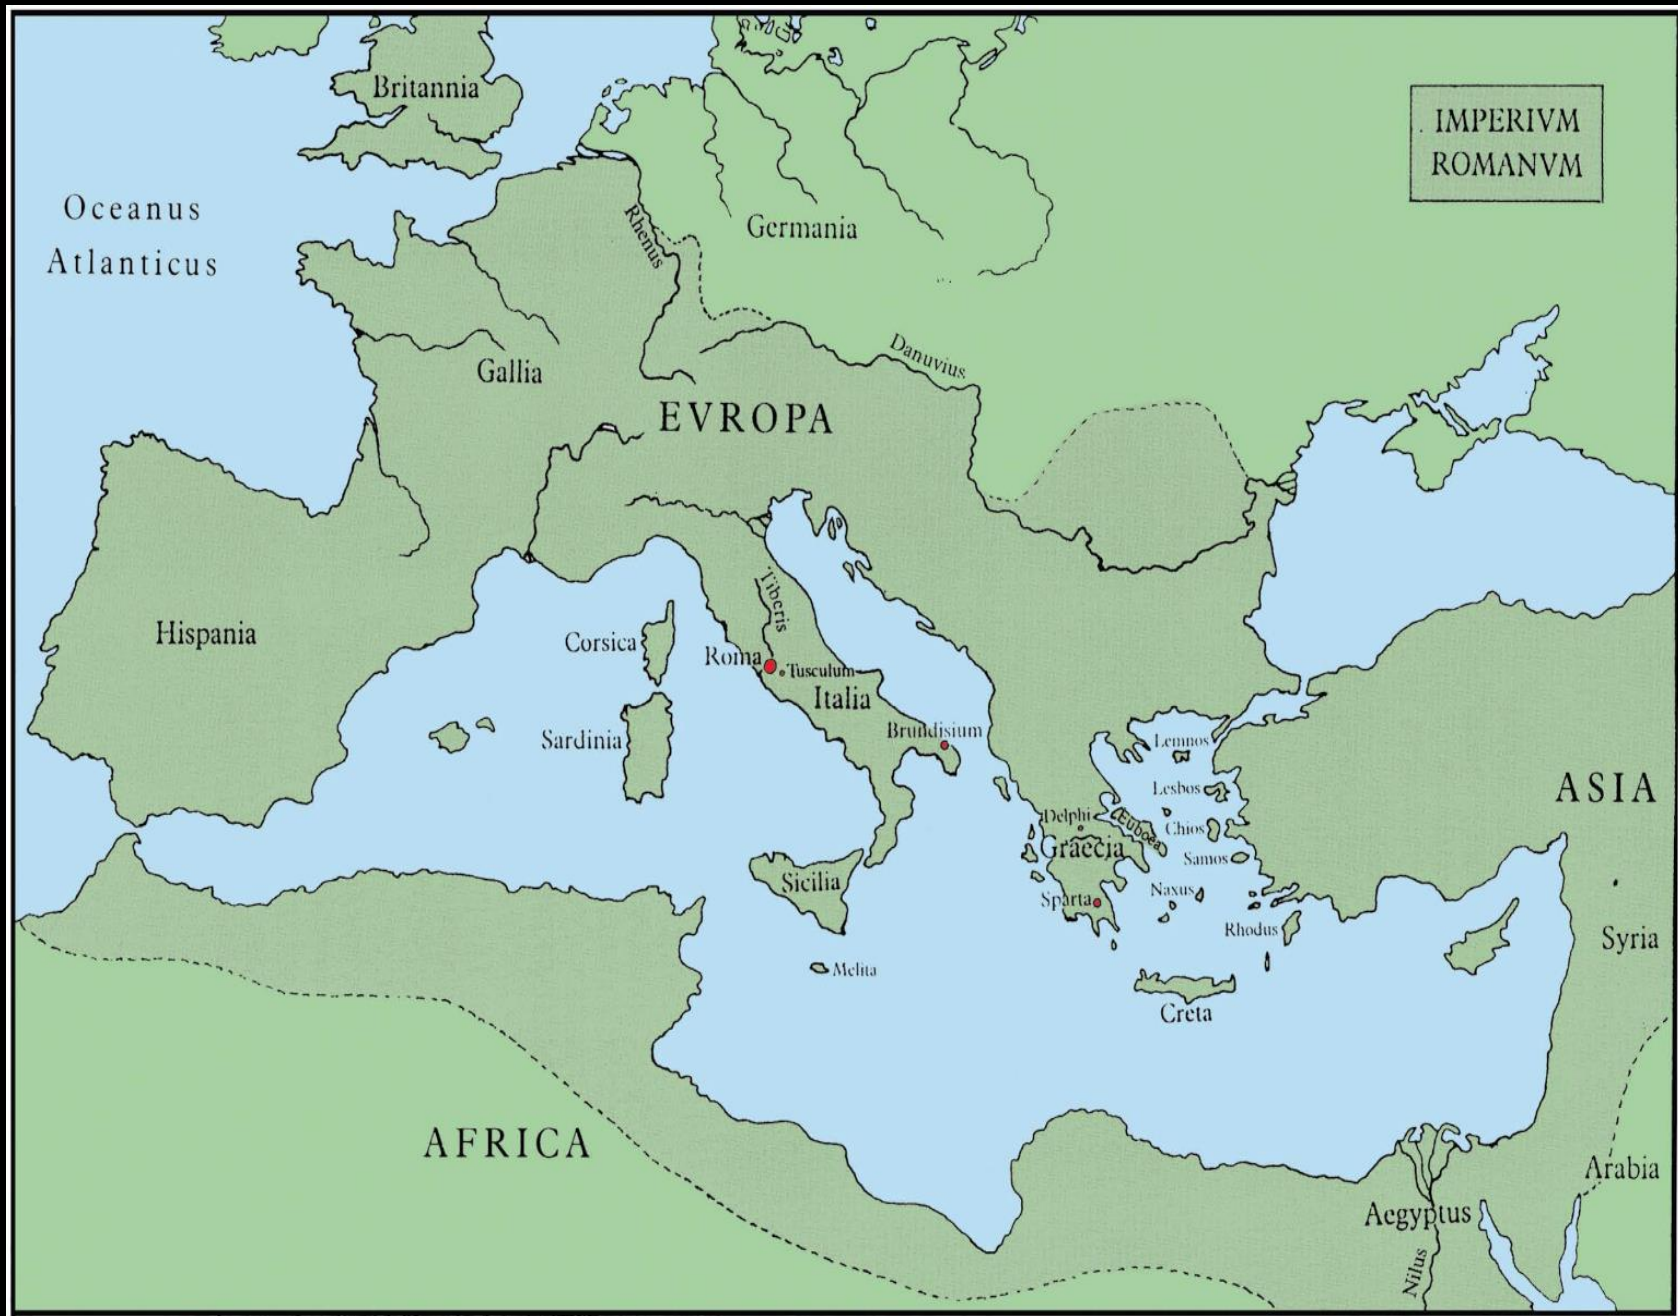 Britannia
IMPERIVM
ROMANVM
Oceanus
Atlanticus
Rhenus
Germania
Danuvius
Gallia
EVROPA
Tiberis
Hispania
Corsica
Roma
Tusculum
Italia
Sardinia
Brundisium
Lemnos
Lesbos
ASIA
Delphi
Euboea
Chios
Graecia
Samos
Sicilia
Naxus
Sparta
Rhodus
Syria
Melita
Creta
AFRICA
Arabia
Aegyptus
Nilus